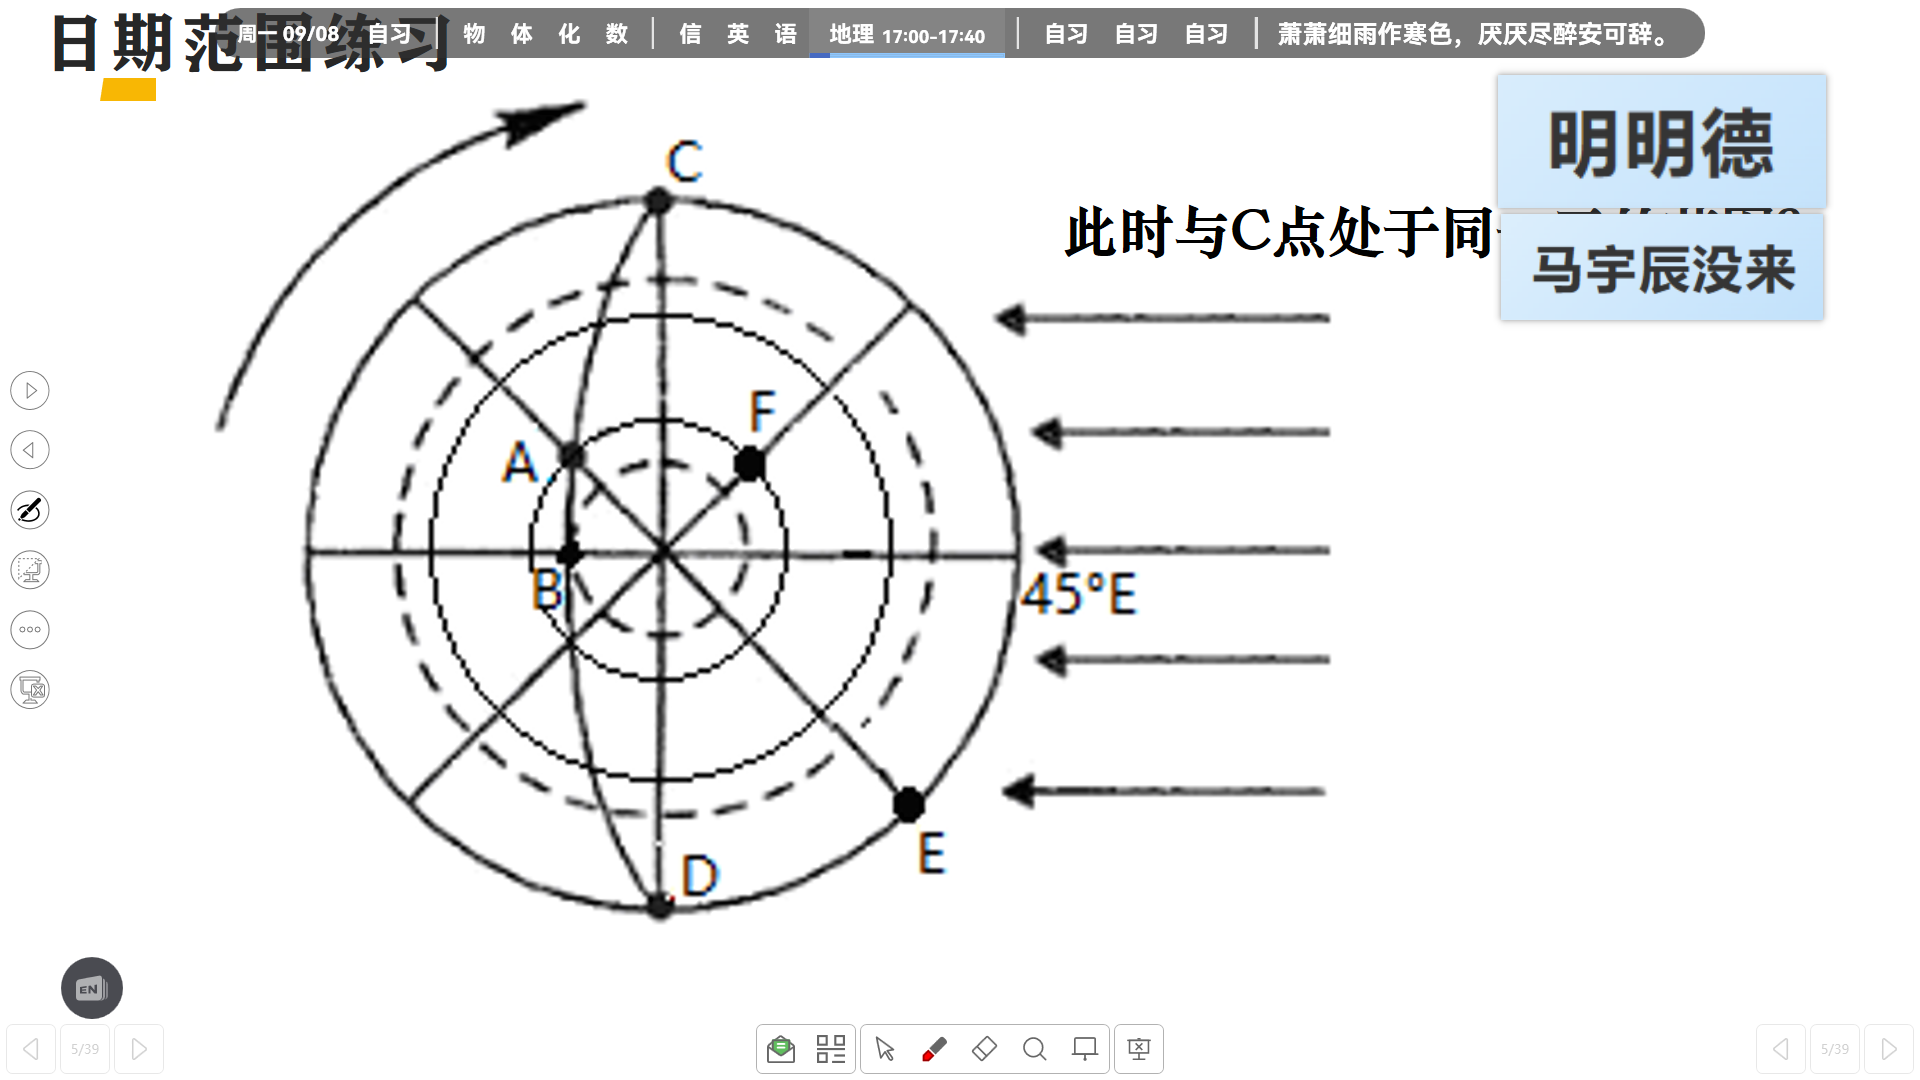 日期范围练习
周一 09/08 自习 物 体 化 数 信 英 语 地理 17:00-17:40 自习 自习 自习 萧萧细雨作寒色，厌厌尽醉安可辞。
明明德
此时与C点处于同
马宇辰没来
C
F
A
B
45°E
D
E
EN
5/39
5/39